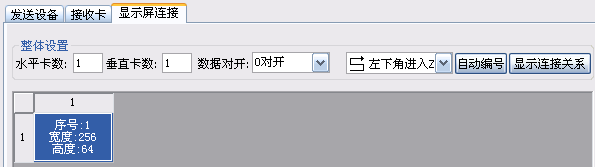 发送设备 接收卡 显示屏连接
整体设置
水平卡数: 1 垂直卡数: 1 数据对开: 0对开 左下角进入Z 自动编号 显示连接关系
1
1
序号:1
宽度:256
高度:64